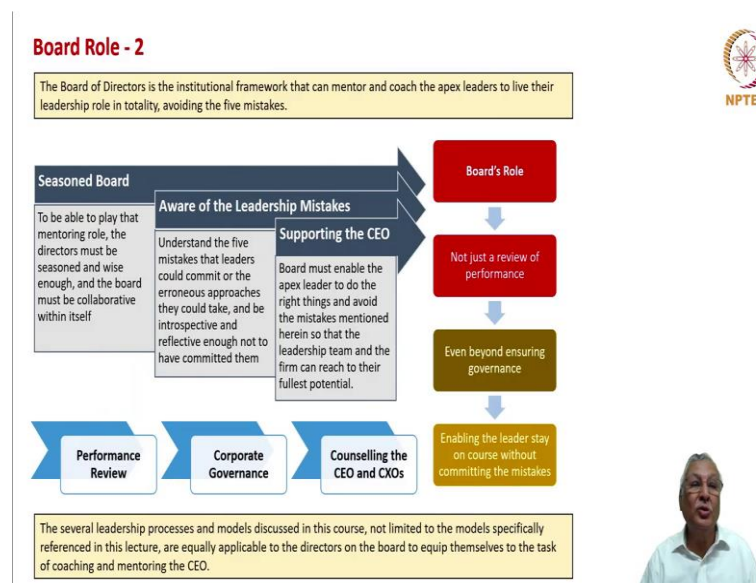 Board Role - 2
The Board of Directors is the institutional framework that can mentor and coach the apex leaders to live their
leadership role in totality, avoiding the five mistakes.
Seasoned Board
To be able to play that
mentoring role, the
directors must be
seasoned and wise
enough, and the board
must be collaborative
within itself
Aware of the Leadership Mistakes
Understand the five
mistakes that leaders
could commit or the
erroneous approaches
they could take, and be
introspective and
reflective enough not to
have committed them
Supporting the CEO
Board must enable the
apex leader to do the
right things and avoid
the mistakes mentioned
herein so that the
leadership team and the
firm can reach to their
fullest potential.
Board's Role
Not just a review of
performance
Even beyond ensuring
governance
Enabling the leader stay
on course without
committing the mistakes
Performance
Review
Corporate
Governance
Counselling the
CEO and CXOs
The several leadership processes and models discussed in this course, not limited to the models specifically
referenced in this lecture, are equally applicable to the directors on the board to equip themselves to the task
of coaching and mentoring the CEO.
NPTE